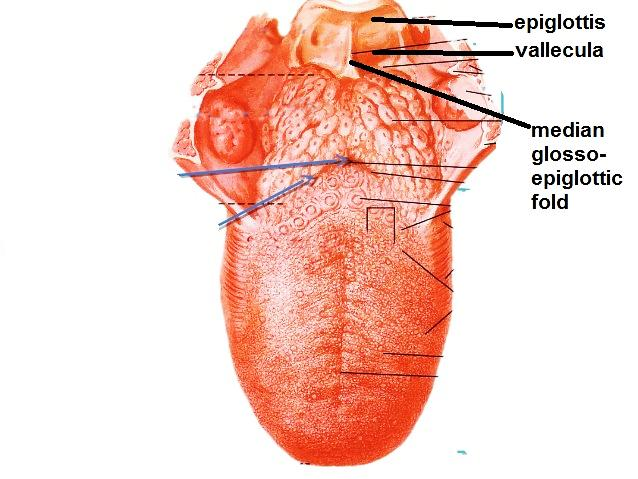 epiglottis
vallecula
median
glosso-
epiglottic
fold